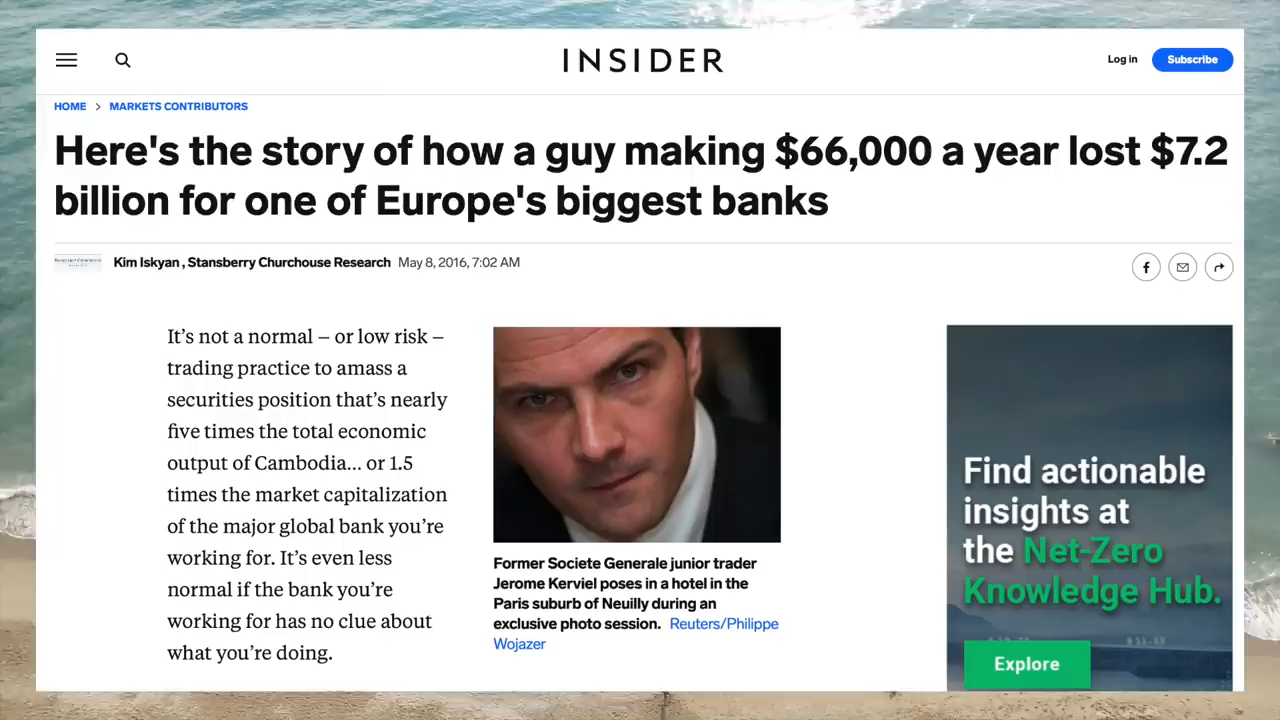 INSIDER
Log in
Subscribe
HOME > MARKETS CONTRIBUTORS
Here's the story of how a guy making $66,000 a year lost $7.2
billion for one of Europe's biggest banks
Kim Iskyan , Stansberry Churchouse Research May 8, 2016, 7:02 AM
It’s not a normal – or low risk –
trading practice to amass a
securities position that’s nearly
five times the total economic
output of Cambodia... or 1.5
times the market capitalization
of the major global bank you’re
working for. It’s even less
normal if the bank you’re
working for has no clue about
what you’re doing.
Former Societe Generale junior trader
Jerome Kerviel poses in a hotel in the
Paris suburb of Neuilly during an
exclusive photo session. Reuters/Philippe
Wojazer
Find actionable
insights at
the Net-Zero
Knowledge Hub.
Explore